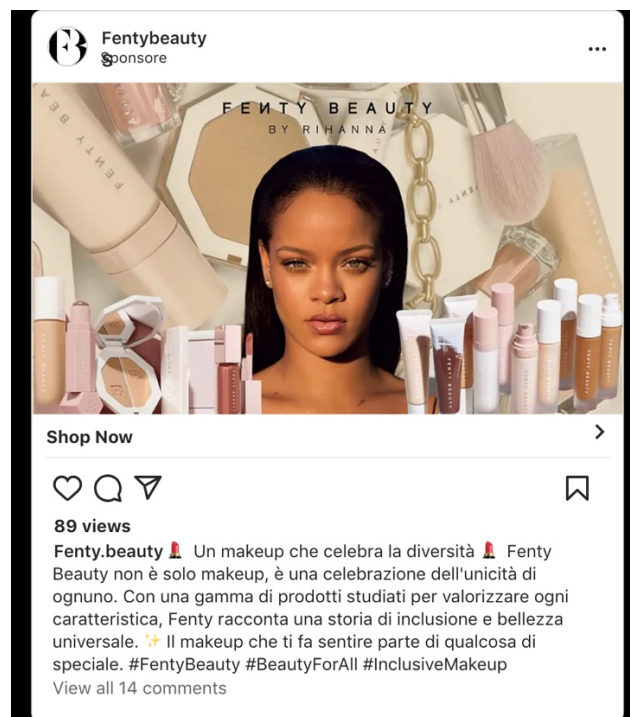 Fentybeauty
Sponsore
...
FENTY BEAUTY
BY RIHANNA
FENTY BEA
FENTY
Shop Now
89 views
Fenty.beauty 💄 Un makeup che celebra la diversità 💄 Fenty
Beauty non è solo makeup, è una celebrazione dell'unicità di
ognuno. Con una gamma di prodotti studiati per valorizzare ogni
caratteristica, Fenty racconta una storia di inclusione e bellezza
universale. ✨ Il makeup che ti fa sentire parte di qualcosa di
speciale. #FentyBeauty #BeautyForAll #InclusiveMakeup
View all 14 comments